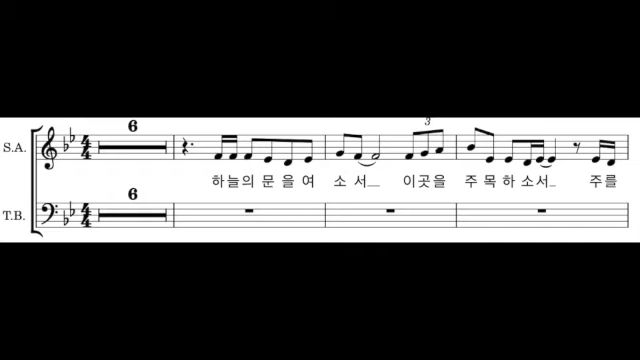 6
3
S.A.
하늘의 문 을 여 소 서__ 이곳을 주 목 하 소서_ 주를
6
T.B.